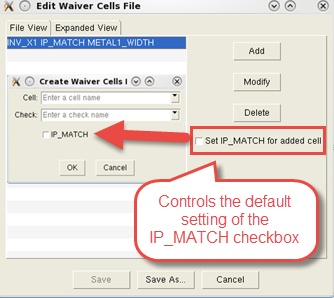 Edit Waiver Cells File
File View
Expanded View
INV_X1 IP_MATCH METAL1_WIDTH
Add
Create Waiver Cells I
Modify
Cell:
Enter a cell name
Check:
Enter a check name
Delete
IP_MATCH
Set IP_MATCH for added cell
OK
Cancel
Controls the default
setting of the
IP_MATCH checkbox
Save
Save As...
Cancel